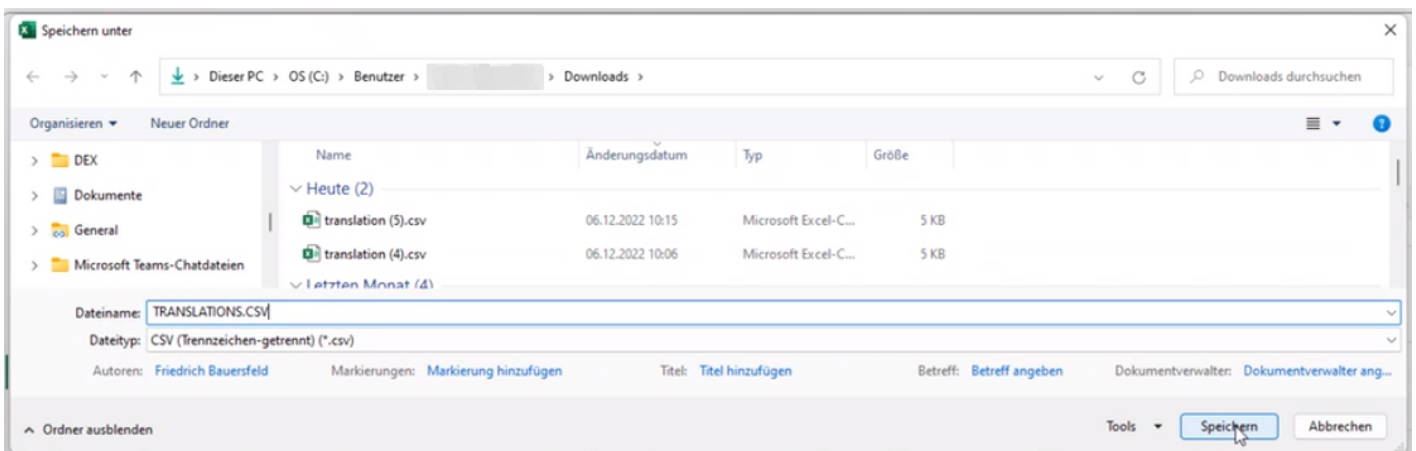 Speichern unter
Dieser PC > OS (C:) > Benutzer > > Downloads >
Downloads durchsuchen
Organisieren Neuer Ordner
Name Änderungsdatum Typ Größe
DEX
Dokumente
General
Microsoft Teams-Chatdateien
Heute (2)
translation (5).csv 06.12.2022 10:15 Microsoft Excel-C... 5 KB
translation (4).csv 06.12.2022 10:06 Microsoft Excel-C... 5 KB
Letzten Monat (4)
Dateiname: TRANSLATIONS.CSV
Dateityp: CSV (Trennzeichen-getrennt) (*.csv)
Autoren: Friedrich Bauersfeld Markierungen: Markierung hinzufügen Titel: Titel hinzufügen Betreff: Betreff angeben Dokumentverwalter: Dokumentverwalter ang...
Ordner ausblenden Tools Speichern Abbrechen